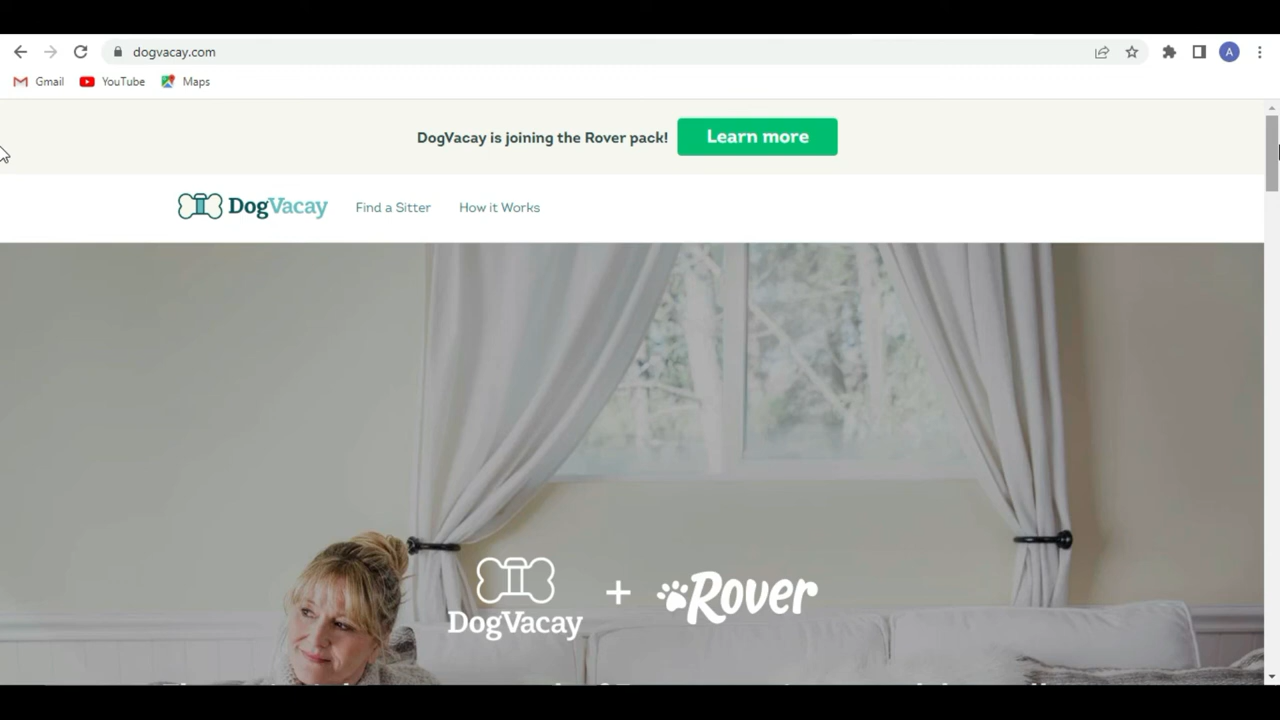 dogvacay.com
A
Gmail
YouTube
Maps
DogVacay is joining the Rover pack!
Learn more
DogVacay
Find a Sitter
How it Works
DogVacay
+
Rover